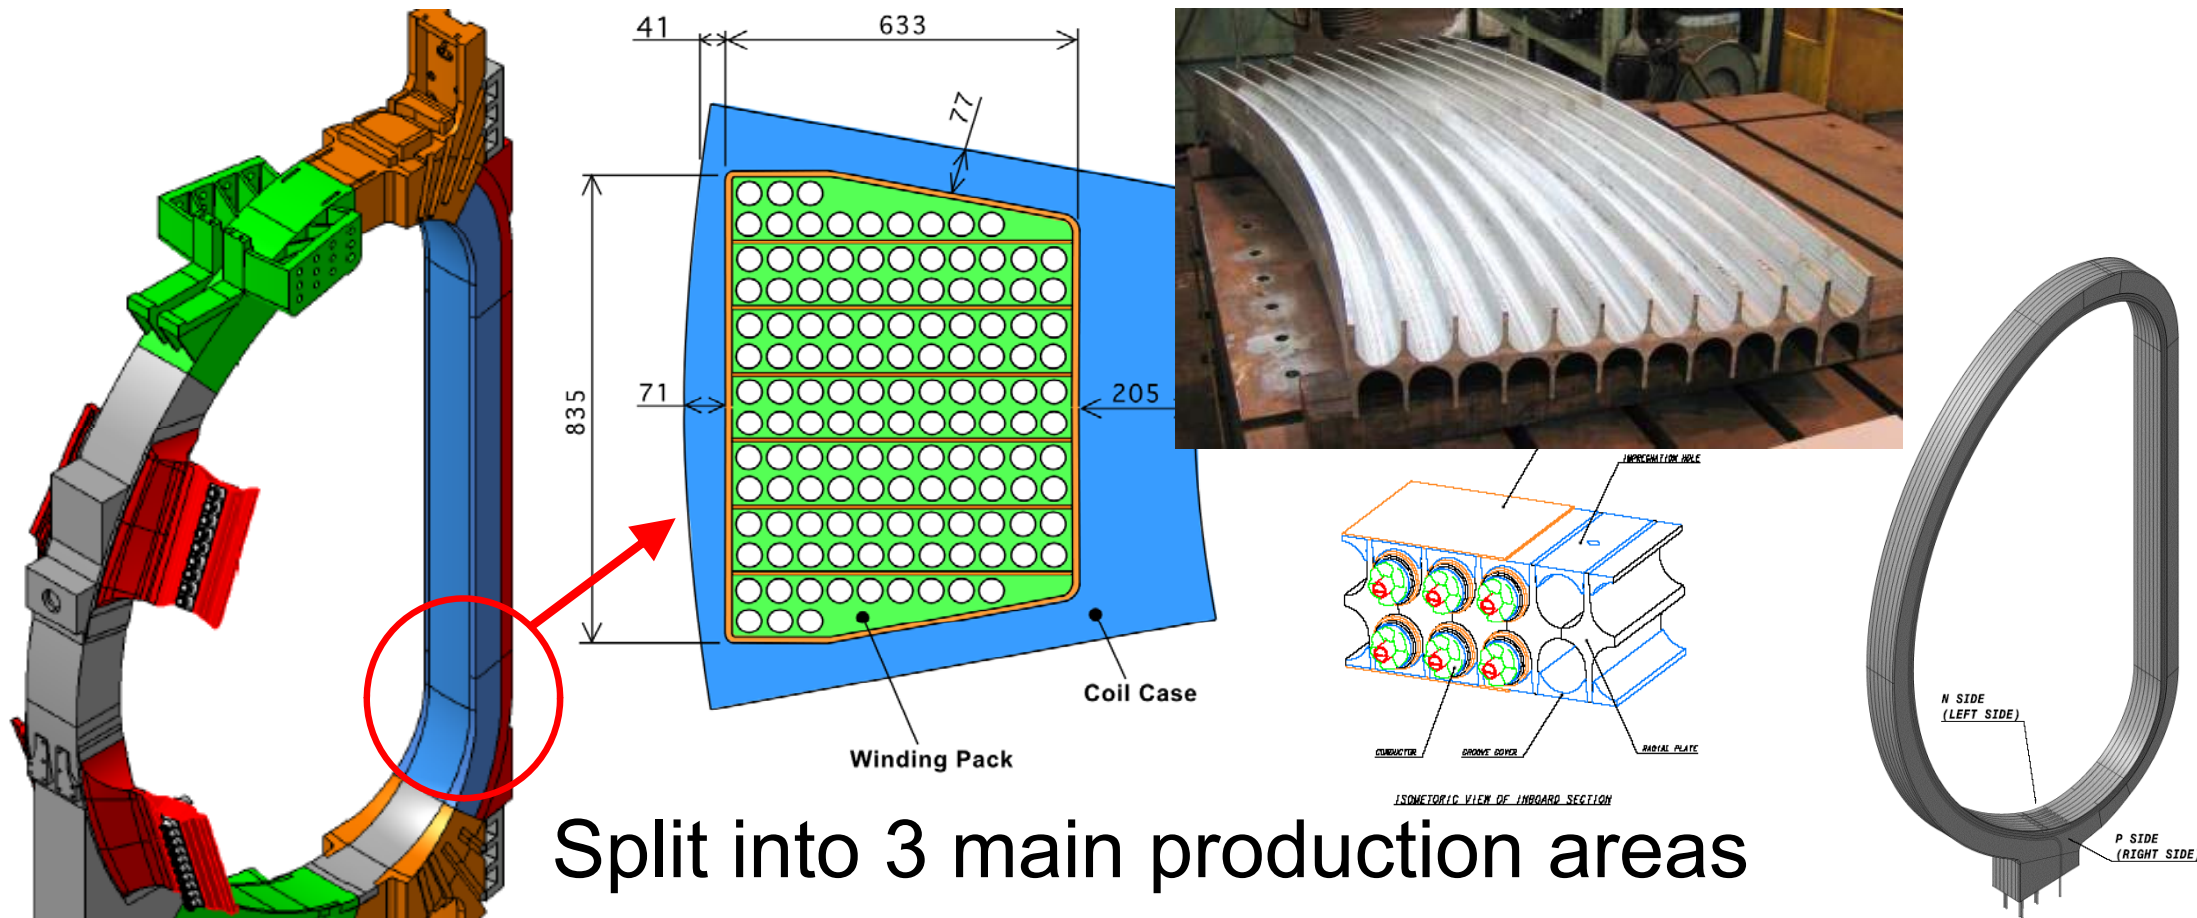 41
633
77
835
71
205
Coil Case
Winding Pack
IMPREGNATION HOLE
CONDUCTOR
GROOVE COVER
RADIAL PLATE
ISOMETORIC VIEW OF INBOARD SECTION
N SIDE
(LEFT SIDE)
P SIDE
(RIGHT SIDE)
Split into 3 main production areas